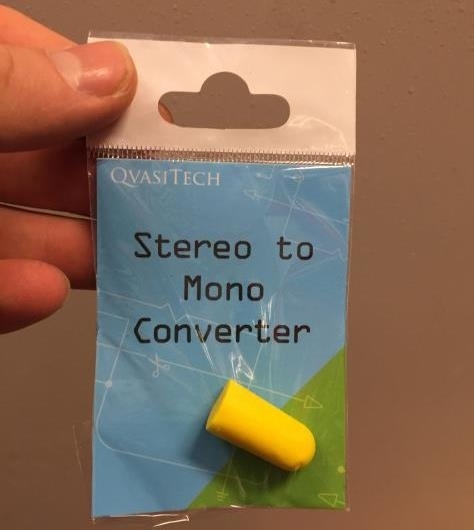 QVASITECH
Stereo to
Mono
Converter